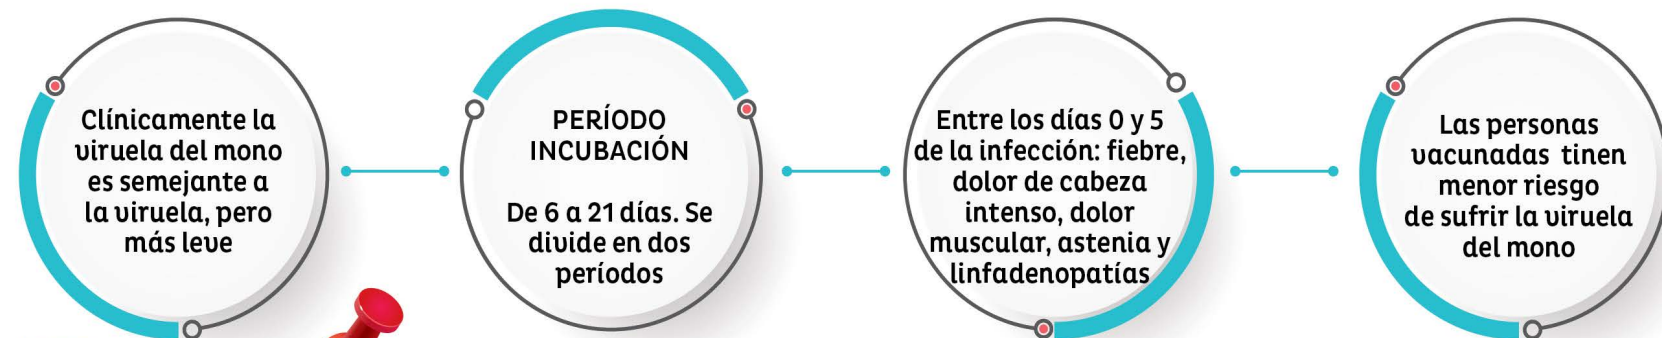 Clínicamente la
viruela del mono
es semejante a
la viruela, pero
más leve
PERÍODO
INCUBACIÓN
De 6 a 21 días. Se
divide en dos
períodos
Entre los días 0 y 5
de la infección: fiebre,
dolor de cabeza
intenso, dolor
muscular, astenia y
linfadenopatías
Las personas
vacunadas tinen
menor riesgo
de sufrir la viruela
del mono